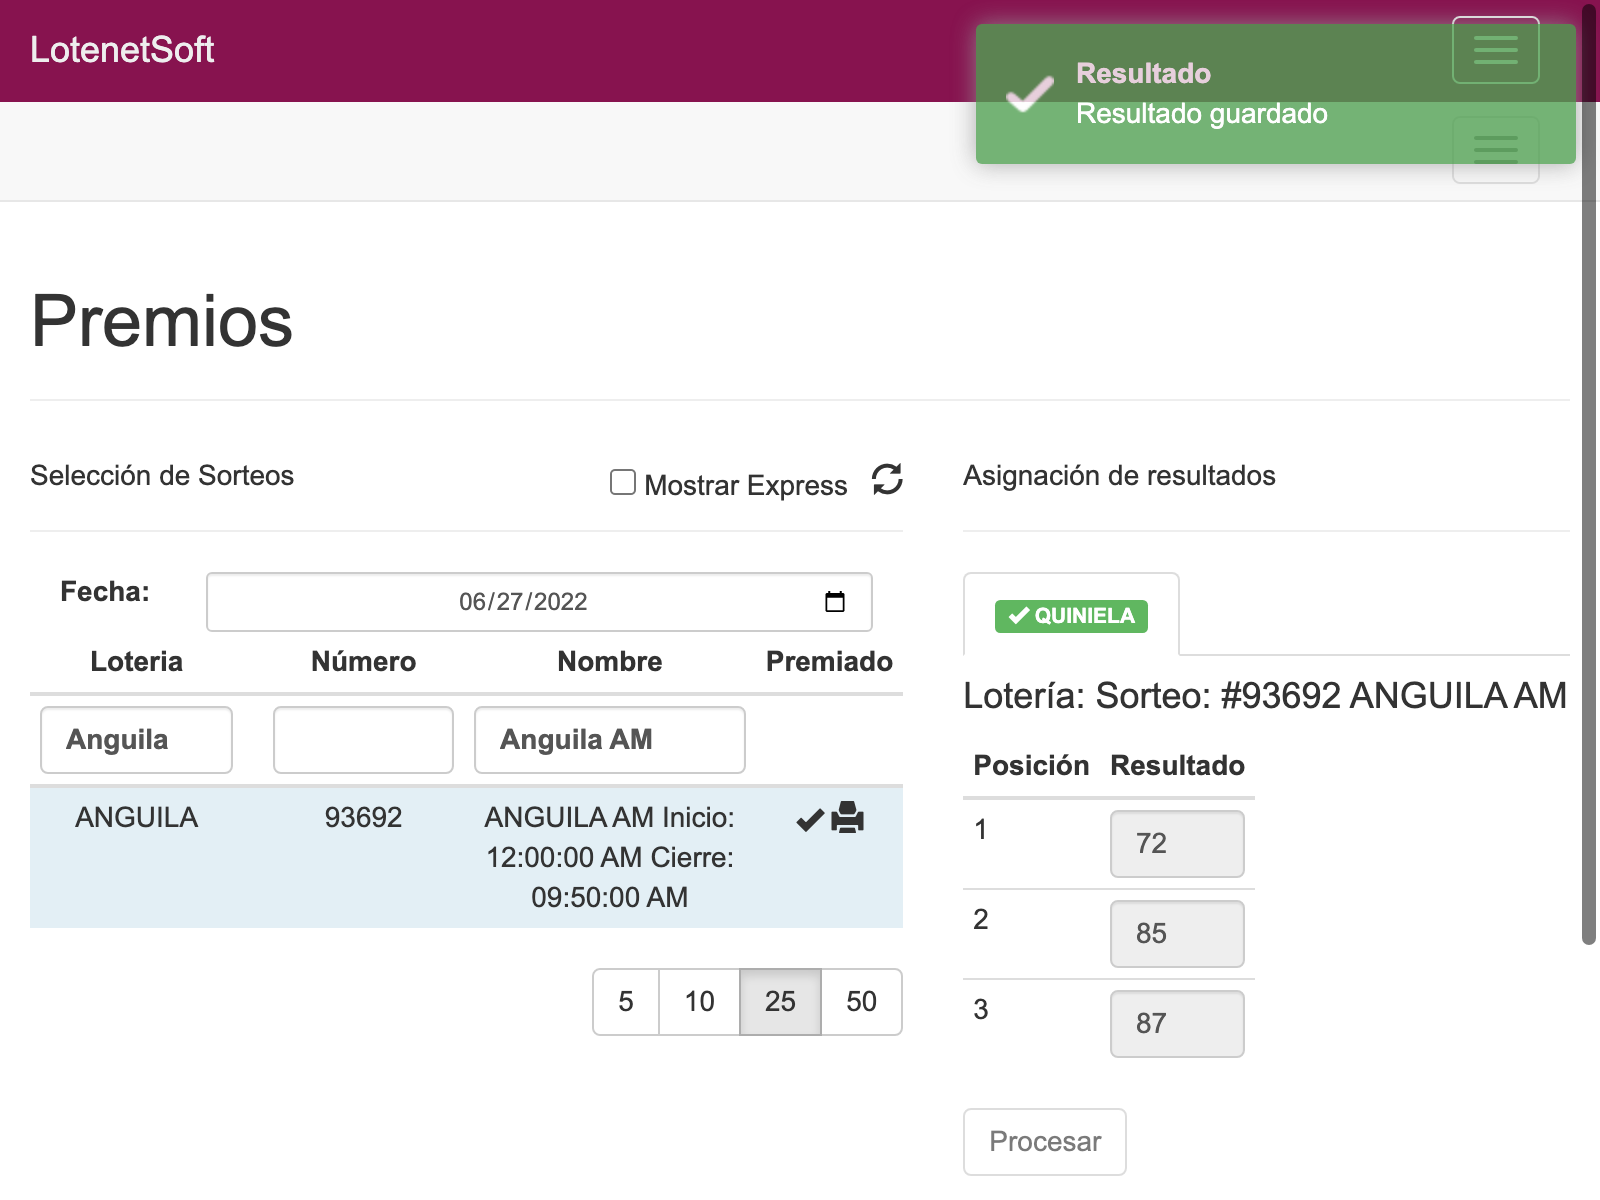 LotenetSoft
Resultado
Resultado guardado
Premios
Selección de Sorteos
Mostrar Express
Asignación de resultados
Fecha:
06/27/2022
Loteria Número Nombre Premiado
Anguila Anguila AM
ANGUILA 93692 ANGUILA AM Inicio:
12:00:00 AM Cierre:
09:50:00 AM
5 10 25 50
QUINIELA
Lotería: Sorteo: #93692 ANGUILA AM
Posición Resultado
1 72
2 85
3 87
Procesar